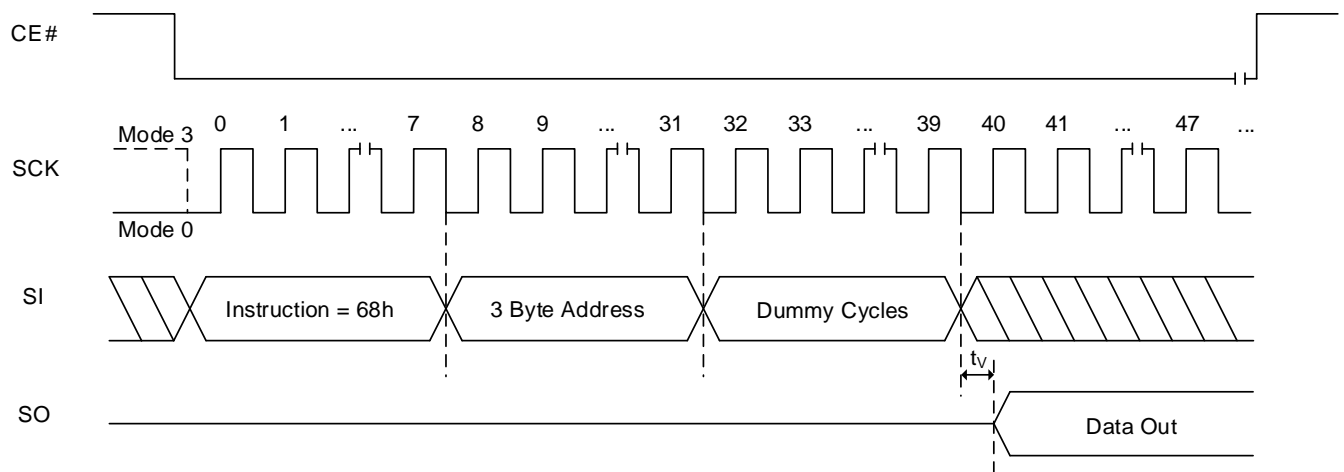 CE#
0 1 ... 7 8 9 ... 31 32 33 ... 39 40 41 ... 47 ...
Mode 3
SCK
Mode 0
SI
Instruction = 68h 3 Byte Address Dummy Cycles
tV
SO
Data Out